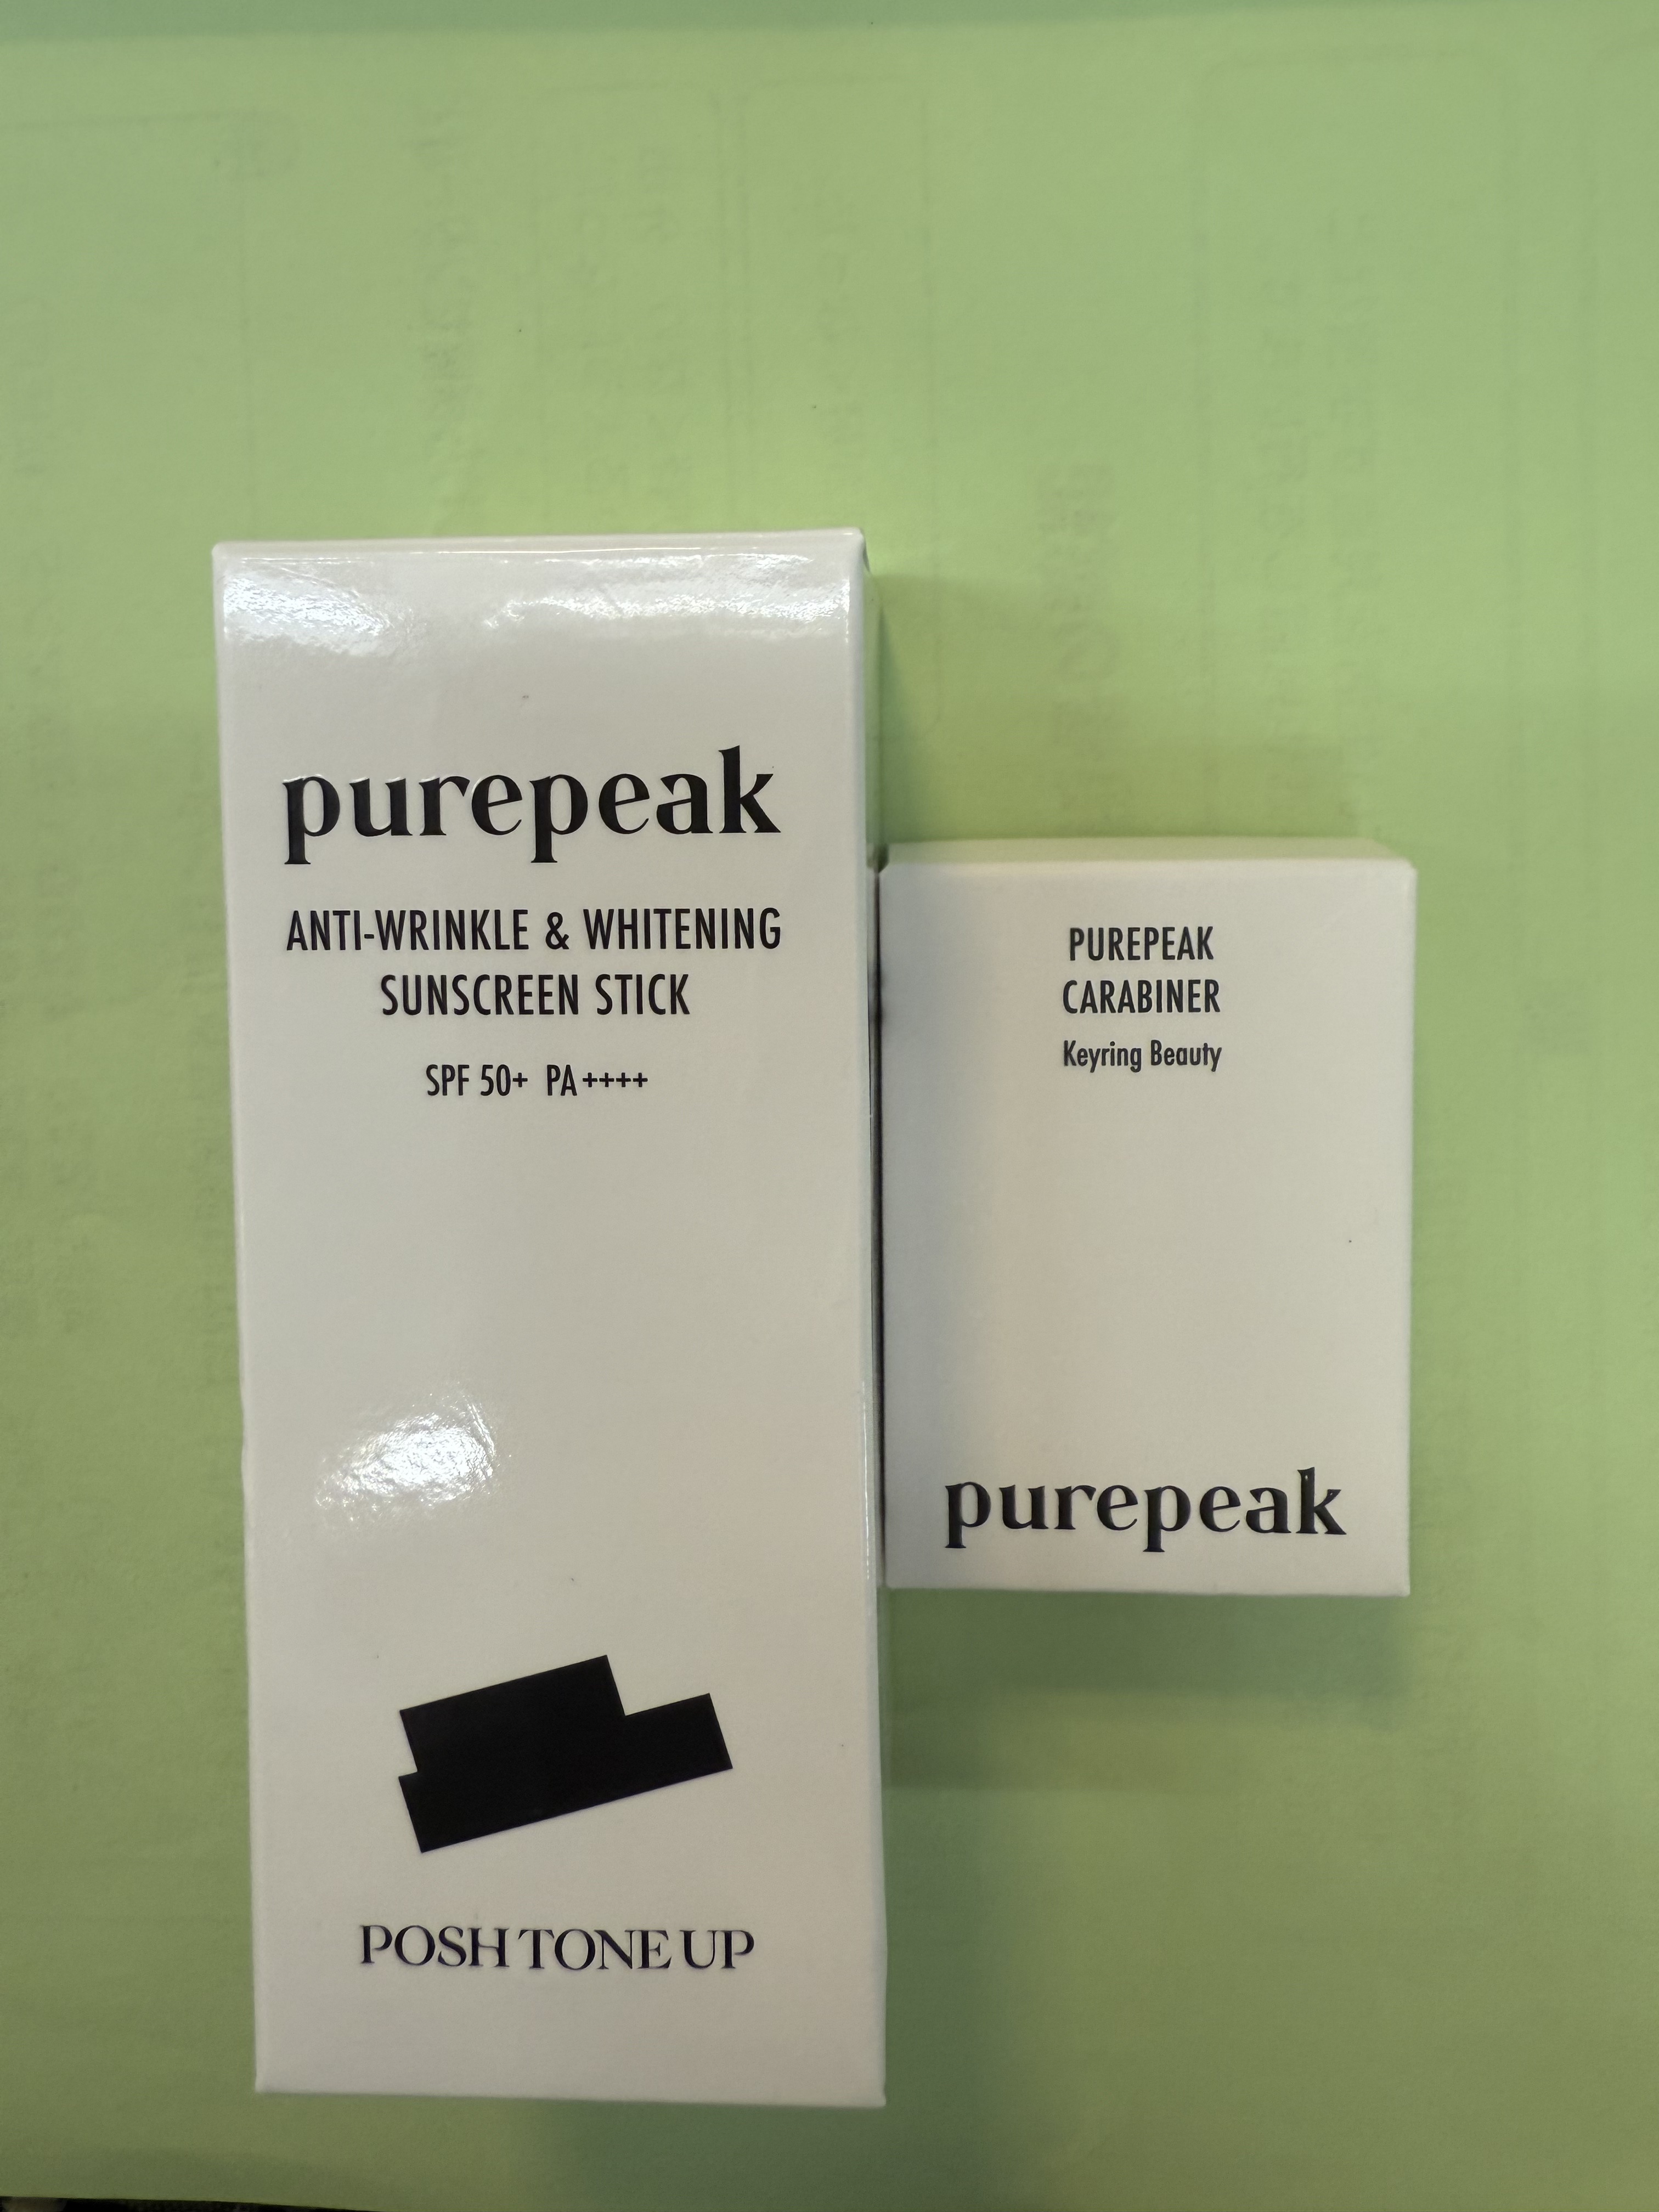 purepeak
ANTI-WRINKLE & WHITENING
SUNSCREEN STICK
SPF 50+ PA++++
POSH TONE UP
PUREPEAK
CARABINER
Keyring Beauty
purepeak